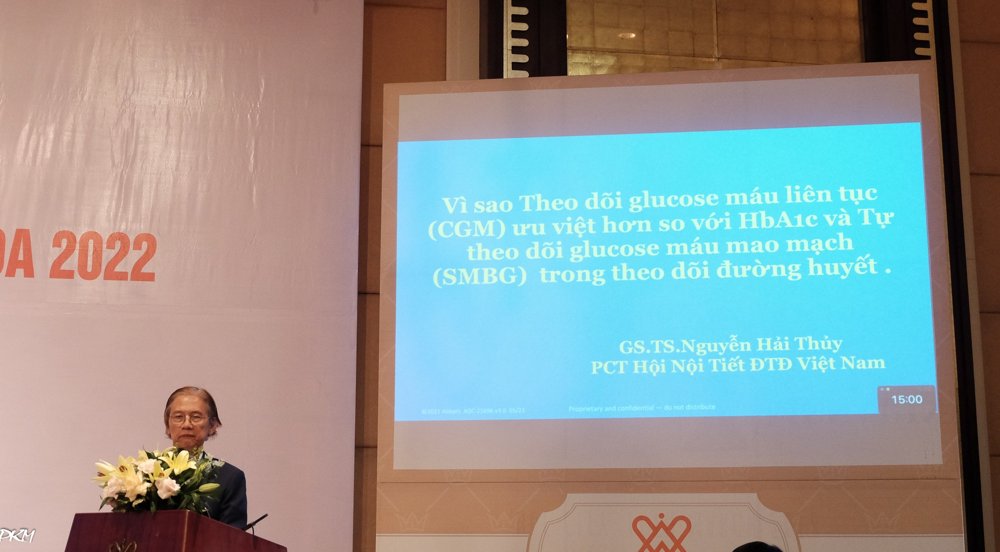 DA 2022
Vì sao Theo dõi glucose máu liên tục
(CGM) ưu việt hơn so với HbA1c và Tự
theo dõi glucose máu mao mạch
(SMBG) trong theo dõi đường huyết .
GS.TS.Nguyễn Hải Thủy
PCT Hội Nội Tiết ĐTĐ Việt Nam
©2021 Abbott ADC-25696 v3.0 05/21
Proprietary and confidential — do not distribute
15:00
PKM